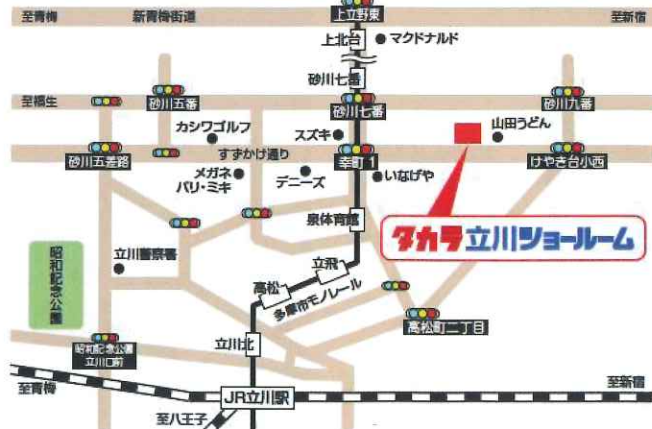 至青梅
新青梅街道
上立野東
至新宿
上北台
マクドナルド
砂川七番
至福生
砂川五番
砂川七番
砂川九番
カシワゴルフ
スズキ
山田うどん
砂川五差路
すずかけ通り
幸町1
けやき台小西
メガネ
パリ・ミキ
デニーズ
いなげや
泉体育館
タカラ立川ショールーム
昭和記念公園
立川警察署
立飛
高松
多摩市モノレール
高松町二丁目
昭和記念公園
立川口前
立川北
至青梅
JR立川駅
至新宿
至八王子